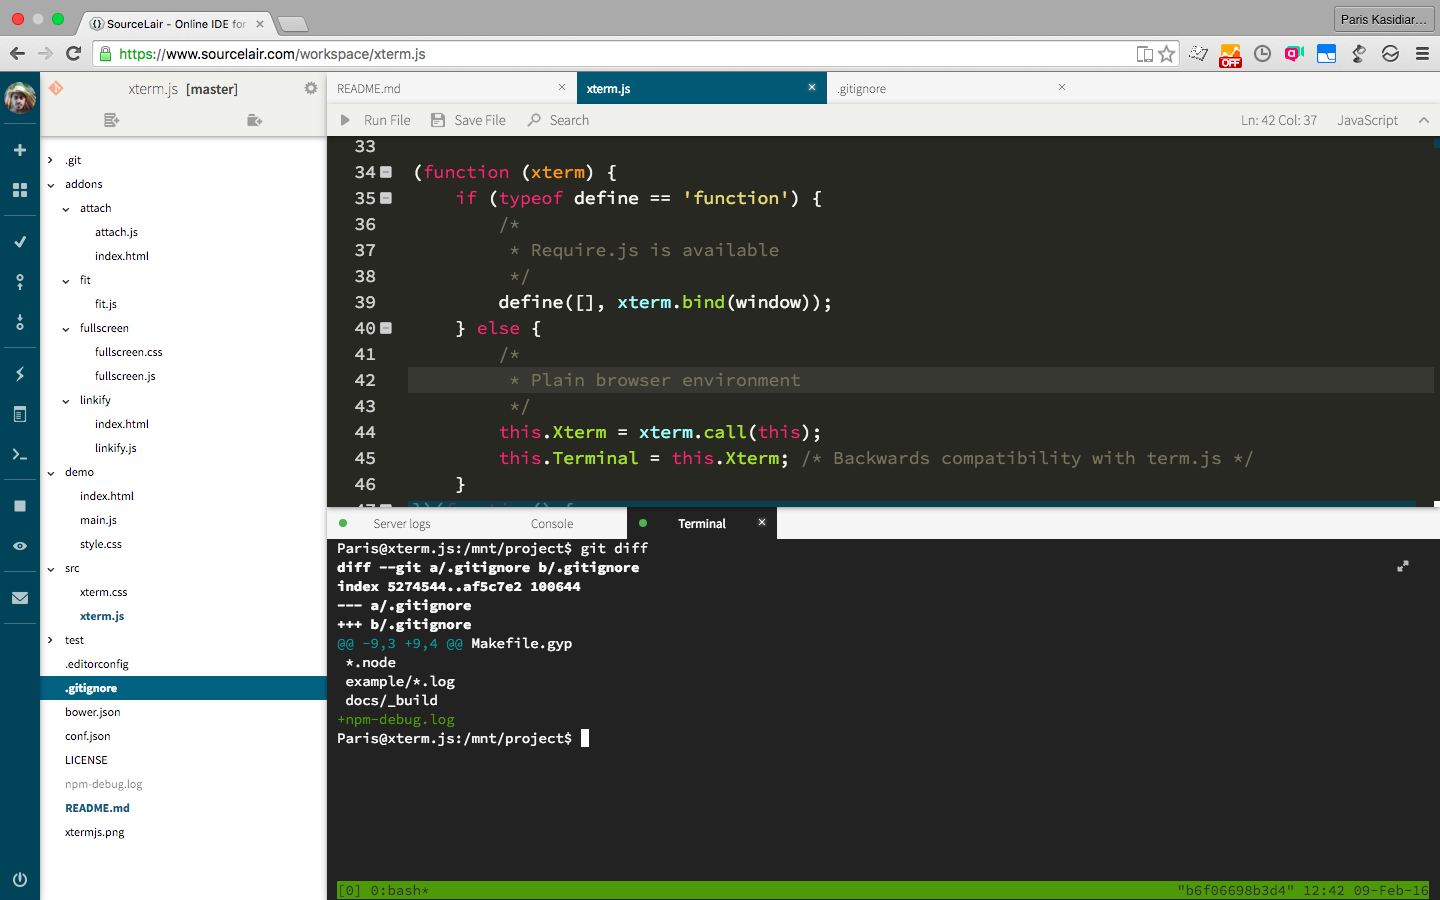 SourceLair - Online IDE for
Paris Kasidiar...
https://www.sourcelair.com/workspace/xterm.js
OFF
xterm.js [master]
.git
addons
attach
attach.js
index.html
fit
fit.js
fullscreen
fullscreen.css
fullscreen.js
linkify
index.html
linkify.js
demo
index.html
main.js
style.css
src
xterm.css
xterm.js
test
.editorconfig
.gitignore
bower.json
conf.json
LICENSE
npm-debug.log
README.md
xtermjs.png
README.md × xterm.js × .gitignore ×
Run File Save File Search Ln: 42 Col: 37 JavaScript
33
34 (function (xterm) {
35 if (typeof define == 'function') {
36 /*
37 * Require.js is available
38 */
39 define([], xterm.bind(window));
40 } else {
41 /*
42 * Plain browser environment
43 */
44 this.Xterm = xterm.call(this);
45 this.Terminal = this.Xterm; /* Backwards compatibility with term.js */
46 }
Server logs Console Terminal ×
Paris@xterm.js:/mnt/project$ git diff
diff --git a/.gitignore b/.gitignore
index 5274544..af5c7e2 100644
--- a/.gitignore
+++ b/.gitignore
@@ -9,3 +9,4 @@ Makefile.gyp
*.node
example/*.log
docs/_build
+npm-debug.log
Paris@xterm.js:/mnt/project$
[0] 0:bash* "b6f06698b3d4" 12:42 09-Feb-16